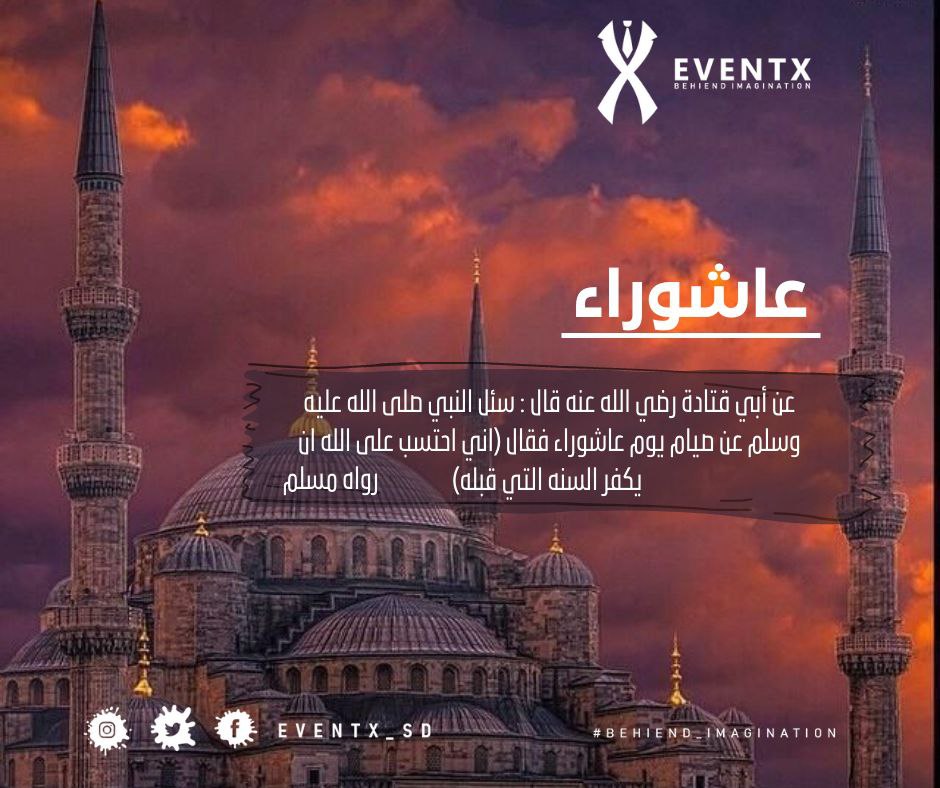 EVENTX
BEHIEND IMAGINATION
عاشوراء
عن أبي قتادة رضي الله عنه قال : سئل النبي صلى الله عليه
وسلم عن صيام يوم عاشوراء فقال (اني احتسب على الله ان
يكفر السنه التي قبله) رواه مسلم
EVENTX_SD
#BEHIEND_IMAGINATION